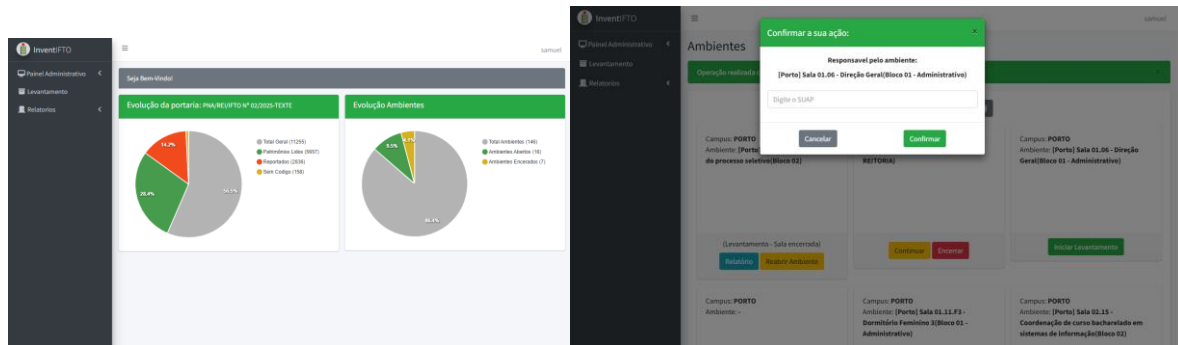 InventIFTO
samuel
Painel Administrativo
Levantamento
Relatorios
Seja Bem-Vindo!
Evolução da portaria: PNA/REI/IFTO Nº 02/2025-TEXTE
14.2%
28.4%
56.5%
Total Geral (11255)
Patrimônios Lidos (5657)
Reportados (2836)
Sem Código (158)
Evolução Ambientes
9.5%
4.1%
86.4%
Total Ambientes (146)
Ambientes Abertos (16)
Ambientes Encerrados (7)
InventIFTO
samuel
Painel Administrativo
Levantamento
Relatorios
Ambientes
Operação realizada
Confirmar a sua ação:
×
Responsavel pelo ambiente:
[Porto] Sala 01.06 - Direção Geral(Bloco 01 - Administrativo)
Digite o SUAP
Cancelar
Confirmar
Campus: PORTO
Ambiente: [Porto]
do processo seletivo(Bloco 02)
(Levantamento - Sala encerrada)
Relatório
Reabrir Ambiente
REITORIA)
Continuar
Encerrar
Campus: PORTO
Ambiente: [Porto] Sala 01.06 - Direção
Geral(Bloco 01 - Administrativo)
Iniciar Levantamento
Campus: PORTO
Ambiente: -
Campus: PORTO
Ambiente: [Porto] Sala 01.11.F3 -
Dormitório Feminino 3(Bloco 01 -
Administrativo)
Campus: PORTO
Ambiente: [Porto] Sala 02.15 -
Coordenação de curso bacharelado em
sistemas de informação(Bloco 02)